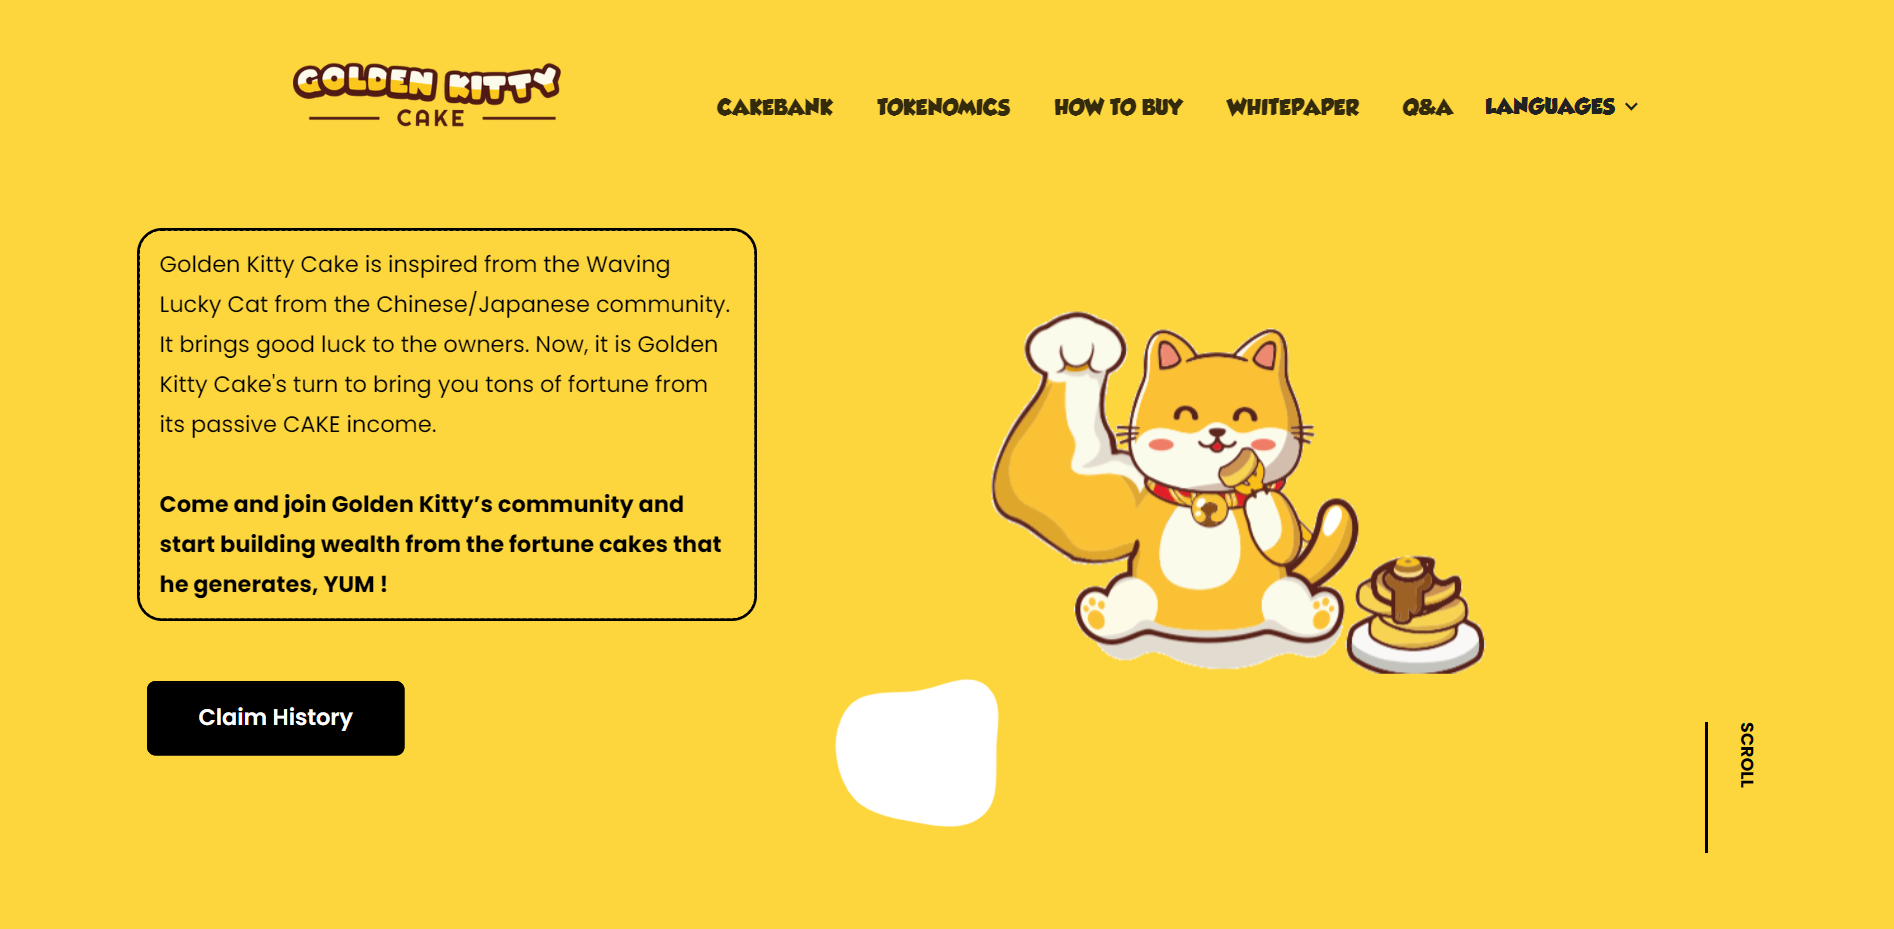 GOLDEN KITTY
CAKE
CAKEBANK
TOKENOMICS
HOW TO BUY
WHITEPAPER
Q&A
LANGUAGES
Golden Kitty Cake is inspired from the Waving
Lucky Cat from the Chinese/Japanese community.
It brings good luck to the owners. Now, it is Golden
Kitty Cake's turn to bring you tons of fortune from
its passive CAKE income.
Come and join Golden Kitty’s community and
start building wealth from the fortune cakes that
he generates, YUM !
Claim History
SCROLL